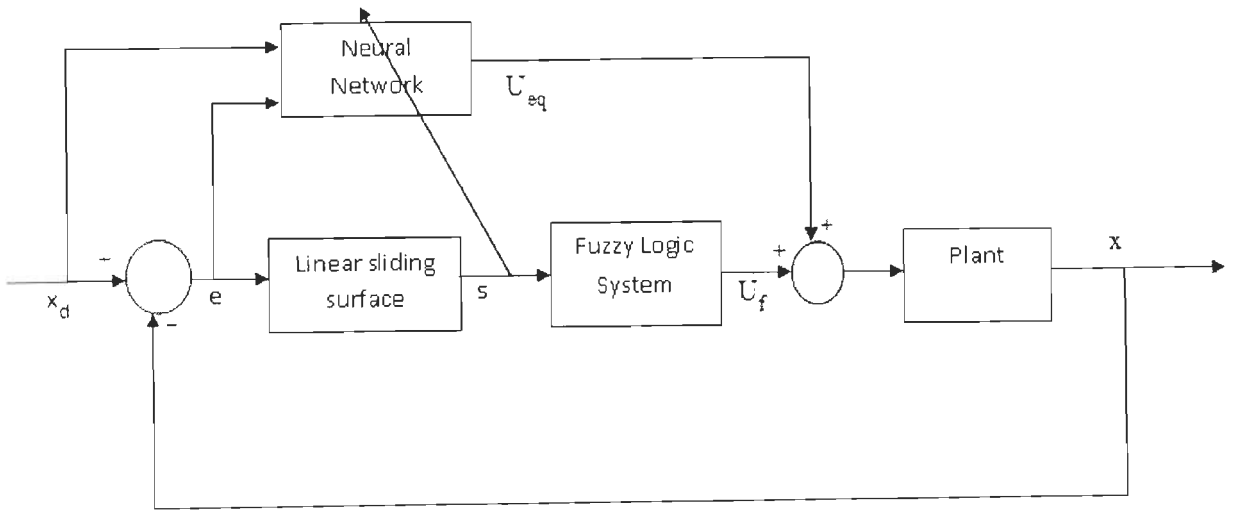 Neural
Network
U_eq
Linear sliding
surface
Fuzzy Logic
System
Plant
x_d
-
-
e
s
U_f
+
+
x